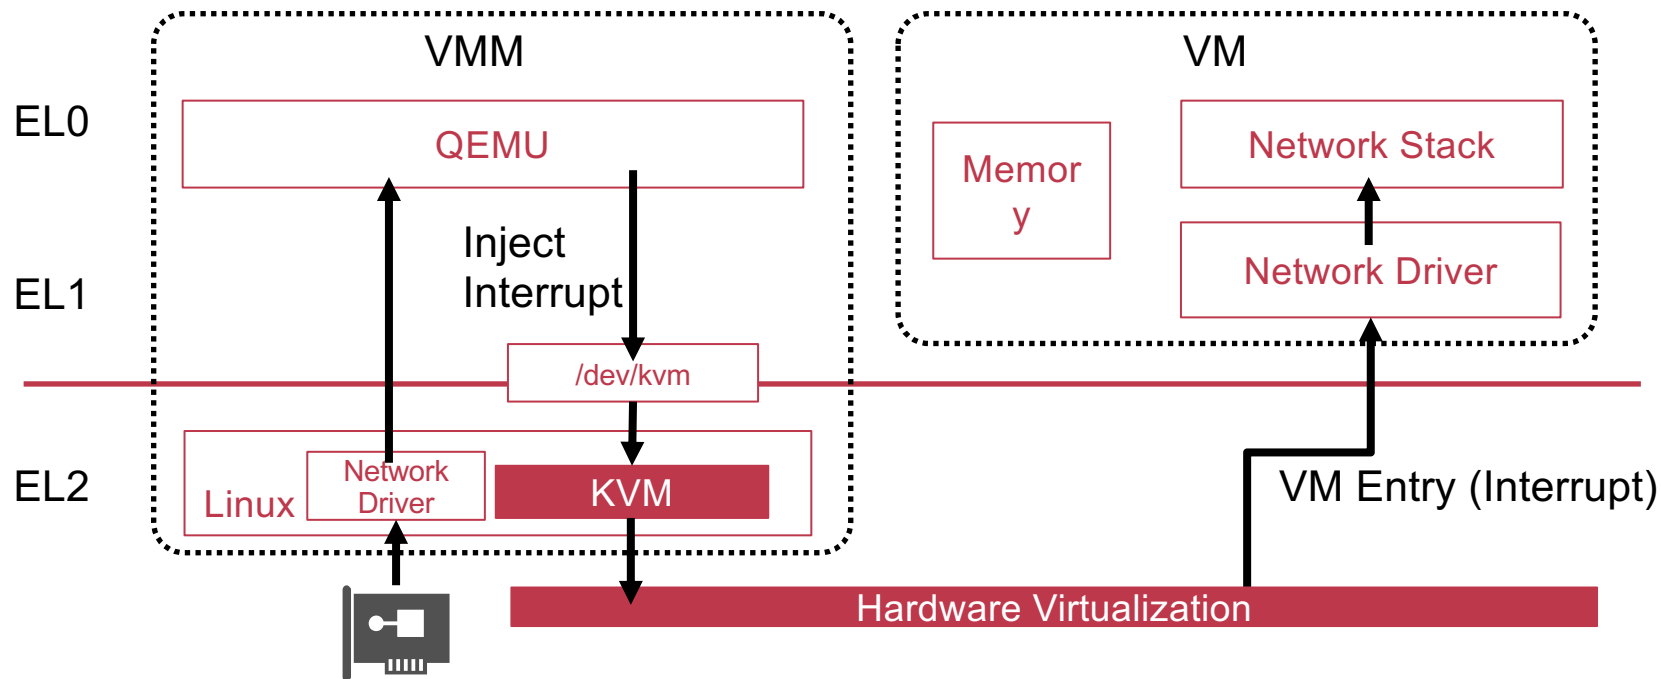 VMM
VM
EL0
QEMU
Memor
y
Network Stack
Inject
Interrupt
Network Driver
EL1
/dev/kvm
EL2
Linux
Network
Driver
KVM
VM Entry (Interrupt)
Hardware Virtualization